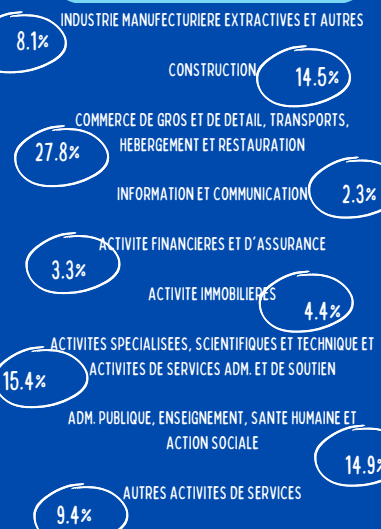 INDUSTRIE MANUFECTURIERE EXTRACTIVES ET AUTRES
8.1%
CONSTRUCTION
14.5%
COMMERCE DE GROS ET DE DETAIL, TRANSPORTS,
HEBERGEMENT ET RESTAURATION
27.8%
INFORMATION ET COMMUNICATION
2.3%
ACTIVITE FINANCIERES ET D'ASSURANCE
3.3%
ACTIVITE IMMOBILIERES
4.4%
ACTIVITES SPECIALISEES, SCIENTIFIQUES ET TECHNIQUE ET
ACTIVITES DE SERVICES ADM. ET DE SOUTIEN
15.4%
ADM. PUBLIQUE, ENSEIGNEMENT, SANTE HUMAINE ET
ACTION SOCIALE
14.9%
AUTRES ACTIVITES DE SERVICES
9.4%